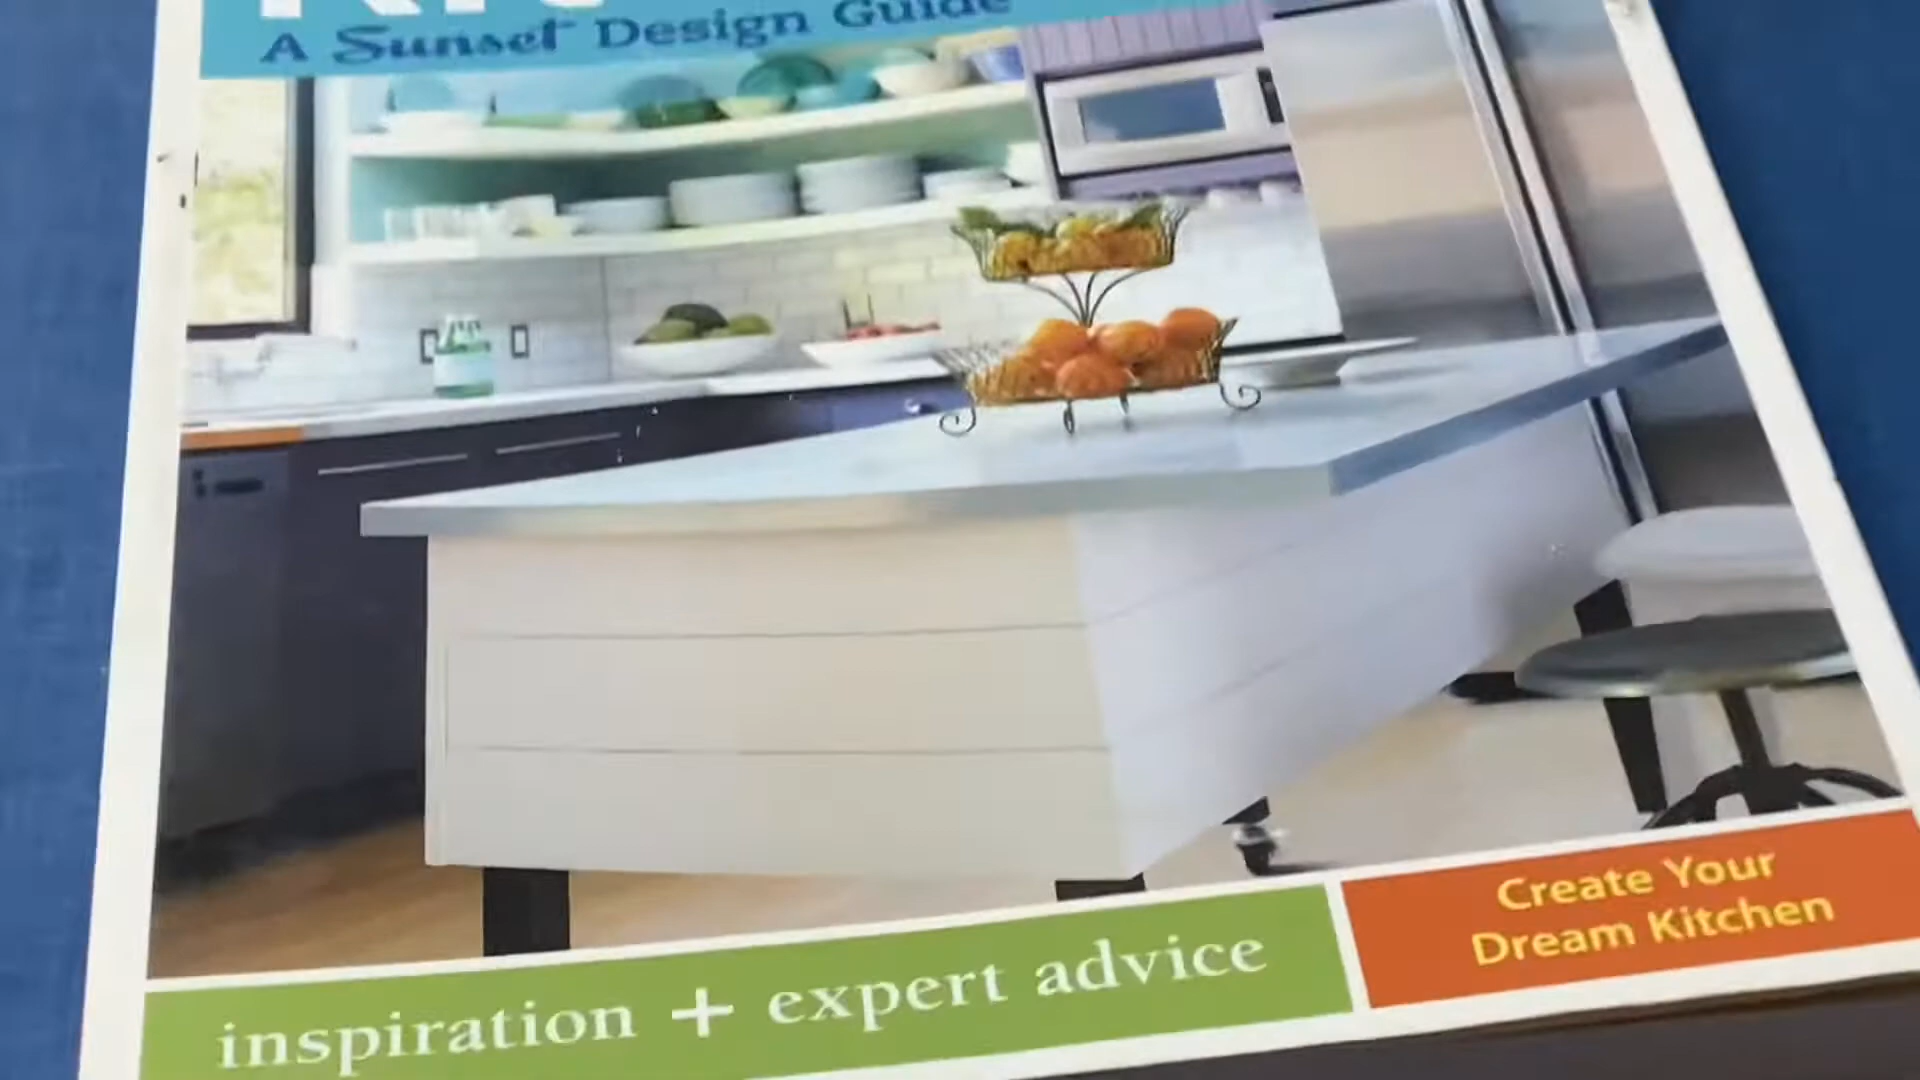 A Sunset Design Guide
inspiration + expert advice
Create Your
Dream Kitchen